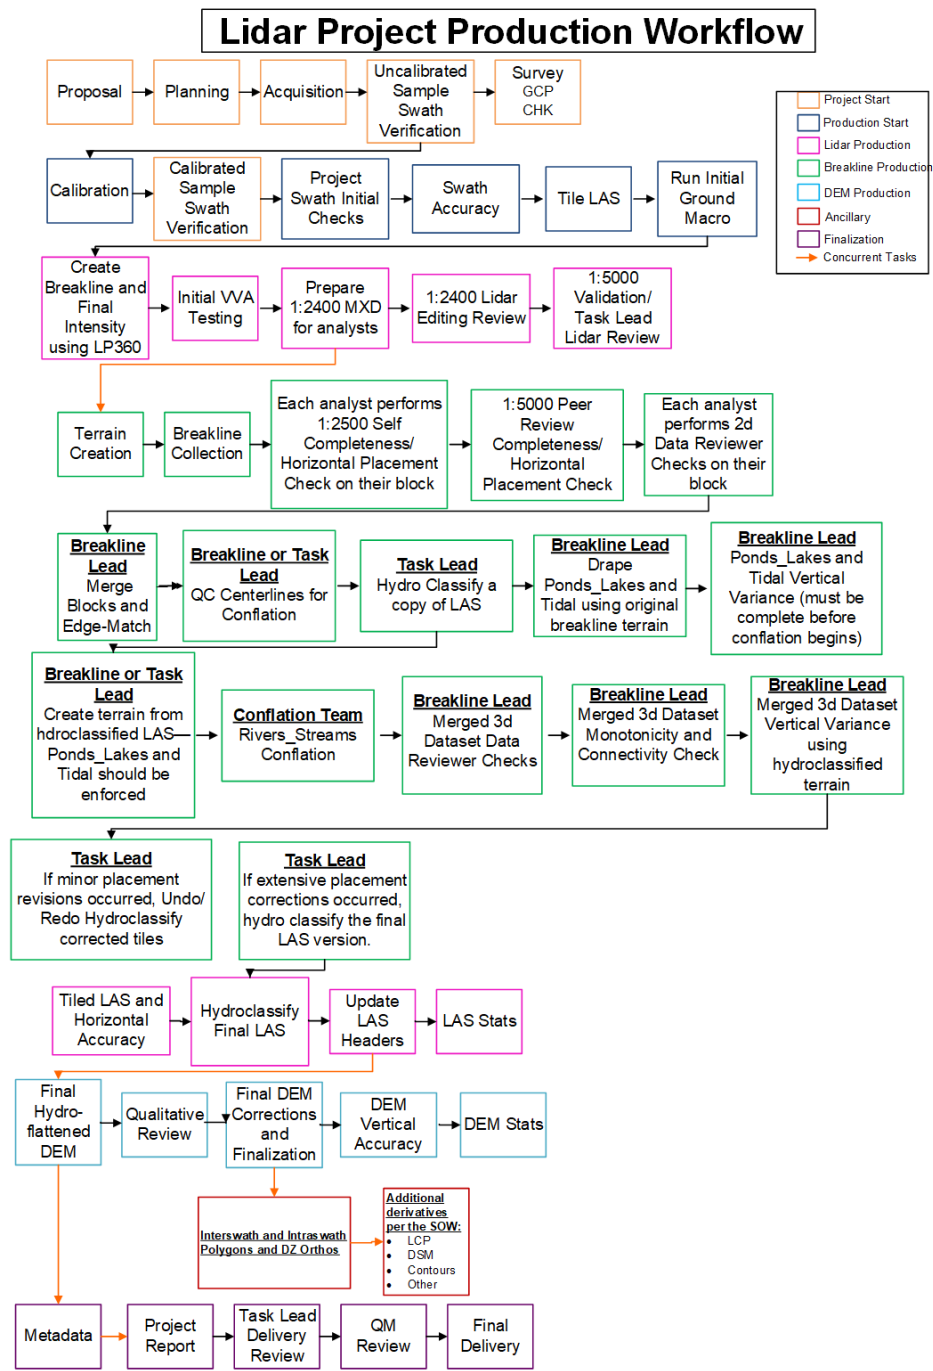 Lidar Project Production Workflow
Proposal
Planning
Acquisition
Uncalibrated
Sample
Swath
Verification
Survey
GCP
CHK
Project Start
Production Start
Lidar Production
Breakline Production
DEM Production
Ancillary
Finalization
Concurrent Tasks
Calibration
Calibrated
Sample
Swath
Verification
Project
Swath Initial
Checks
Swath
Accuracy
Tile LAS
Run Initial
Ground
Macro
Create
Breakline and
Final
Intensity
using LP360
Initial VVA
Testing
Prepare
1:2400 MXD
for analysts
1:2400 Lidar
Editing Review
1:5000
Validation/
Task Lead
Lidar Review
Terrain
Creation
Breakline
Collection
Each analyst performs
1:2500 Self
Completeness/
Horizontal Placement
Check on their block
1:5000 Peer
Review
Completeness/
Horizontal
Placement Check
Each analyst
performs 2d
Data Reviewer
Checks on their
block
Breakline
Lead
Merge
Blocks and
Edge-Match
Breakline or Task
Lead
QC Centerlines for
Conflation
Task Lead
Hydro Classify a
copy of LAS
Breakline Lead
Drape
Ponds_Lakes and
Tidal using original
breakline terrain
Breakline Lead
Ponds_Lakes and
Tidal Vertical
Variance (must be
complete before
conflation begins)
Breakline or Task
Lead
Create terrain from
hdroclassified LAS—
Ponds_Lakes and
Tidal should be
enforced
Conflation Team
Rivers_Streams
Conflation
Breakline Lead
Merged 3d
Dataset Data
Reviewer Checks
Breakline Lead
Merged 3d Dataset
Monotonicity and
Connectivity Check
Breakline Lead
Merged 3d Dataset
Vertical Variance
using
hydroclassified
terrain
Task Lead
If minor placement
revisions occurred, Undo/
Redo Hydroclassify
corrected tiles
Task Lead
If extensive placement
corrections occurred,
hydro classify the final
LAS version.
Tiled LAS and
Horizontal
Accuracy
Hydroclassify
Final LAS
Update
LAS
Headers
LAS Stats
Final
Hydro-
flattened
DEM
Qualitative
Review
Final DEM
Corrections
and
Finalization
DEM
Vertical
Accuracy
DEM Stats
Interswath and Intraswath
Polygons and DZ Orthos
Additional
derivatives
per the SOW:
• LCP
• DSM
• Contours
• Other
Metadata
Project
Report
Task Lead
Delivery
Review
QM
Review
Final
Delivery